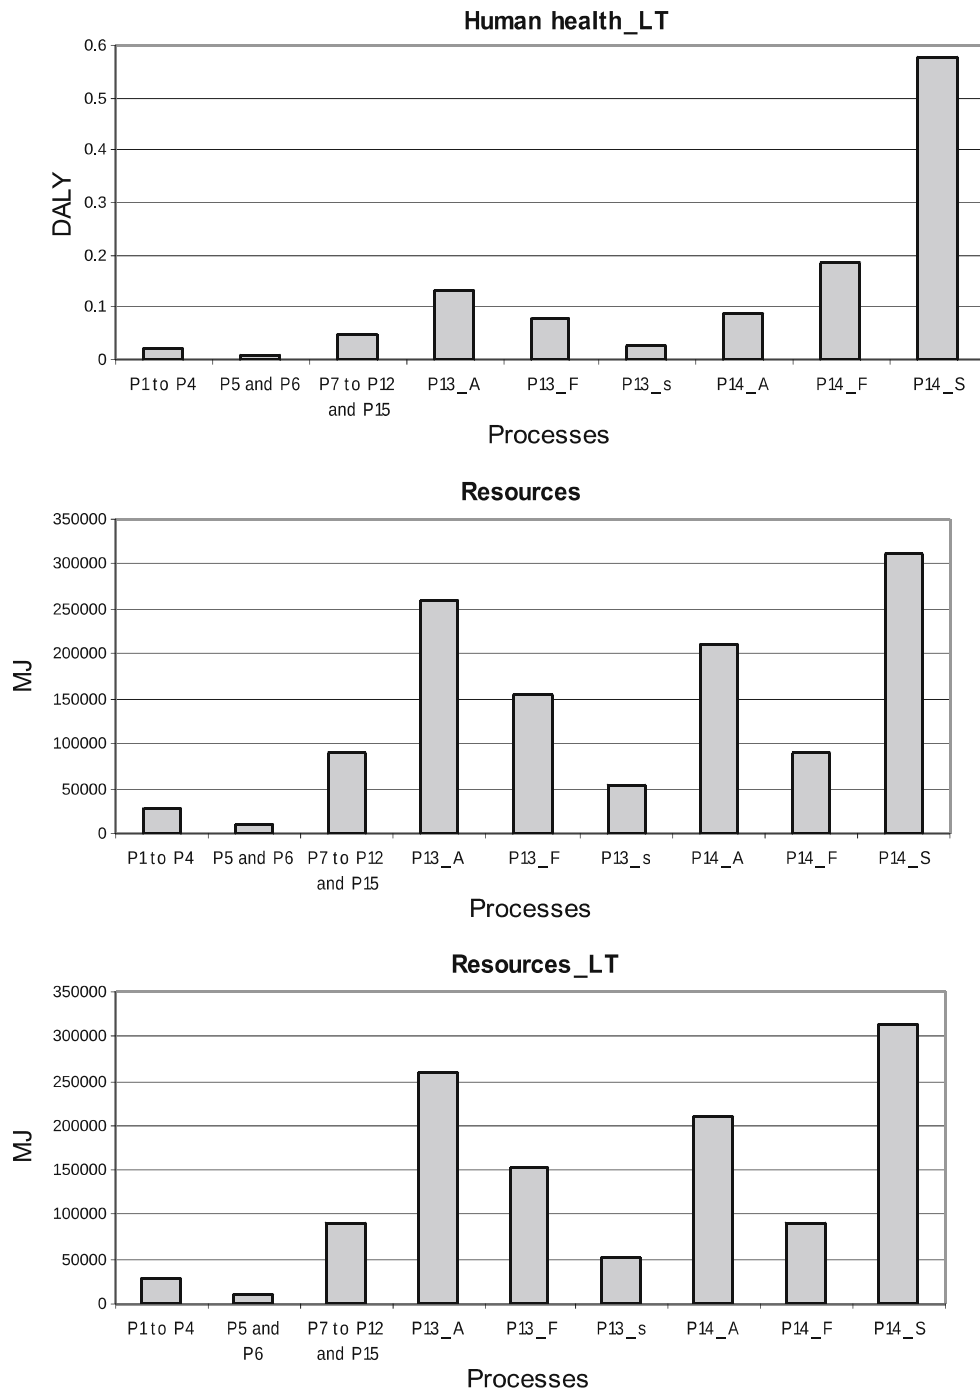 Human health_LT
0.6
0.5
0.4
0.3
0.2
0.1
0
DALY
P1 to P4 P5 and P6 P7 to P12 P13_A P13_F P13_s P14_A P14_F P14_S
and P15
Processes
Resources
350000
300000
250000
200000
150000
100000
50000
0
MJ
P1 to P4 P5 and P6 P7 to P12 P13_A P13_F P13_s P14_A P14_F P14_S
and P15
Processes
Resources_LT
350000
300000
250000
200000
150000
100000
50000
0
MJ
P1 to P4 P5 and P7 to P12 P13_A P13_F P13_s P14_A P14_F P14_S
P6 and P15
Processes